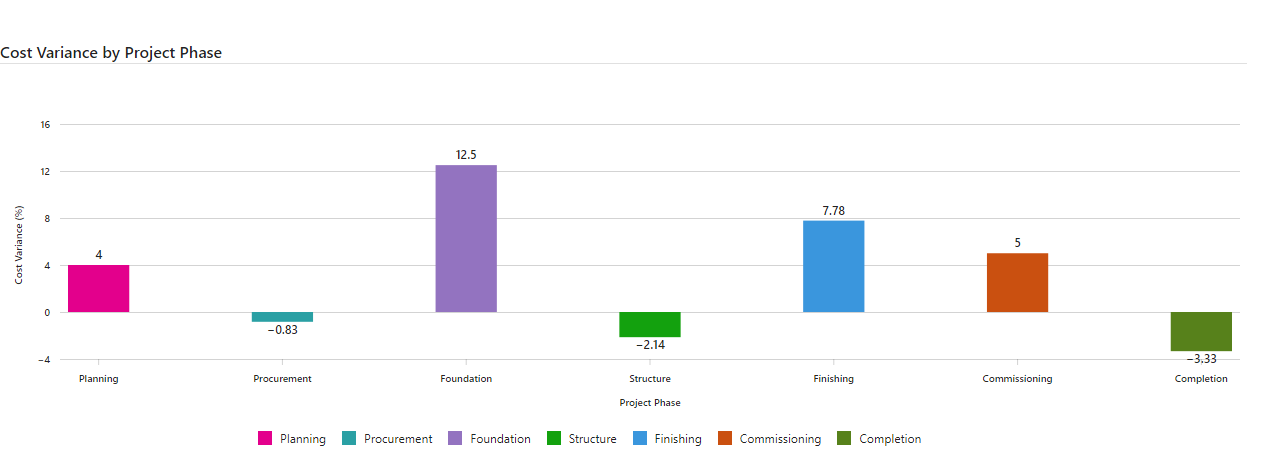 Cost Variance by Project Phase
16
12.5
12
7.78
8
5
4
4
Cost Variance (%)
0
−0.83
−2.14
−3.33
−4
Planning Procurement Foundation Structure Finishing Commissioning Completion
Project Phase
Planning Procurement Foundation Structure Finishing Commissioning Completion